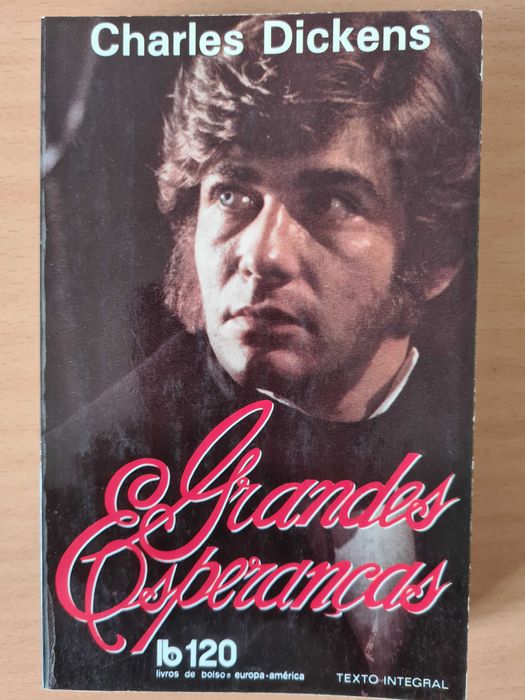 Charles Dickens
Grandes
Esperanças
lb 120
livros de bolso e europa-américa
TEXTO INTEGRAL